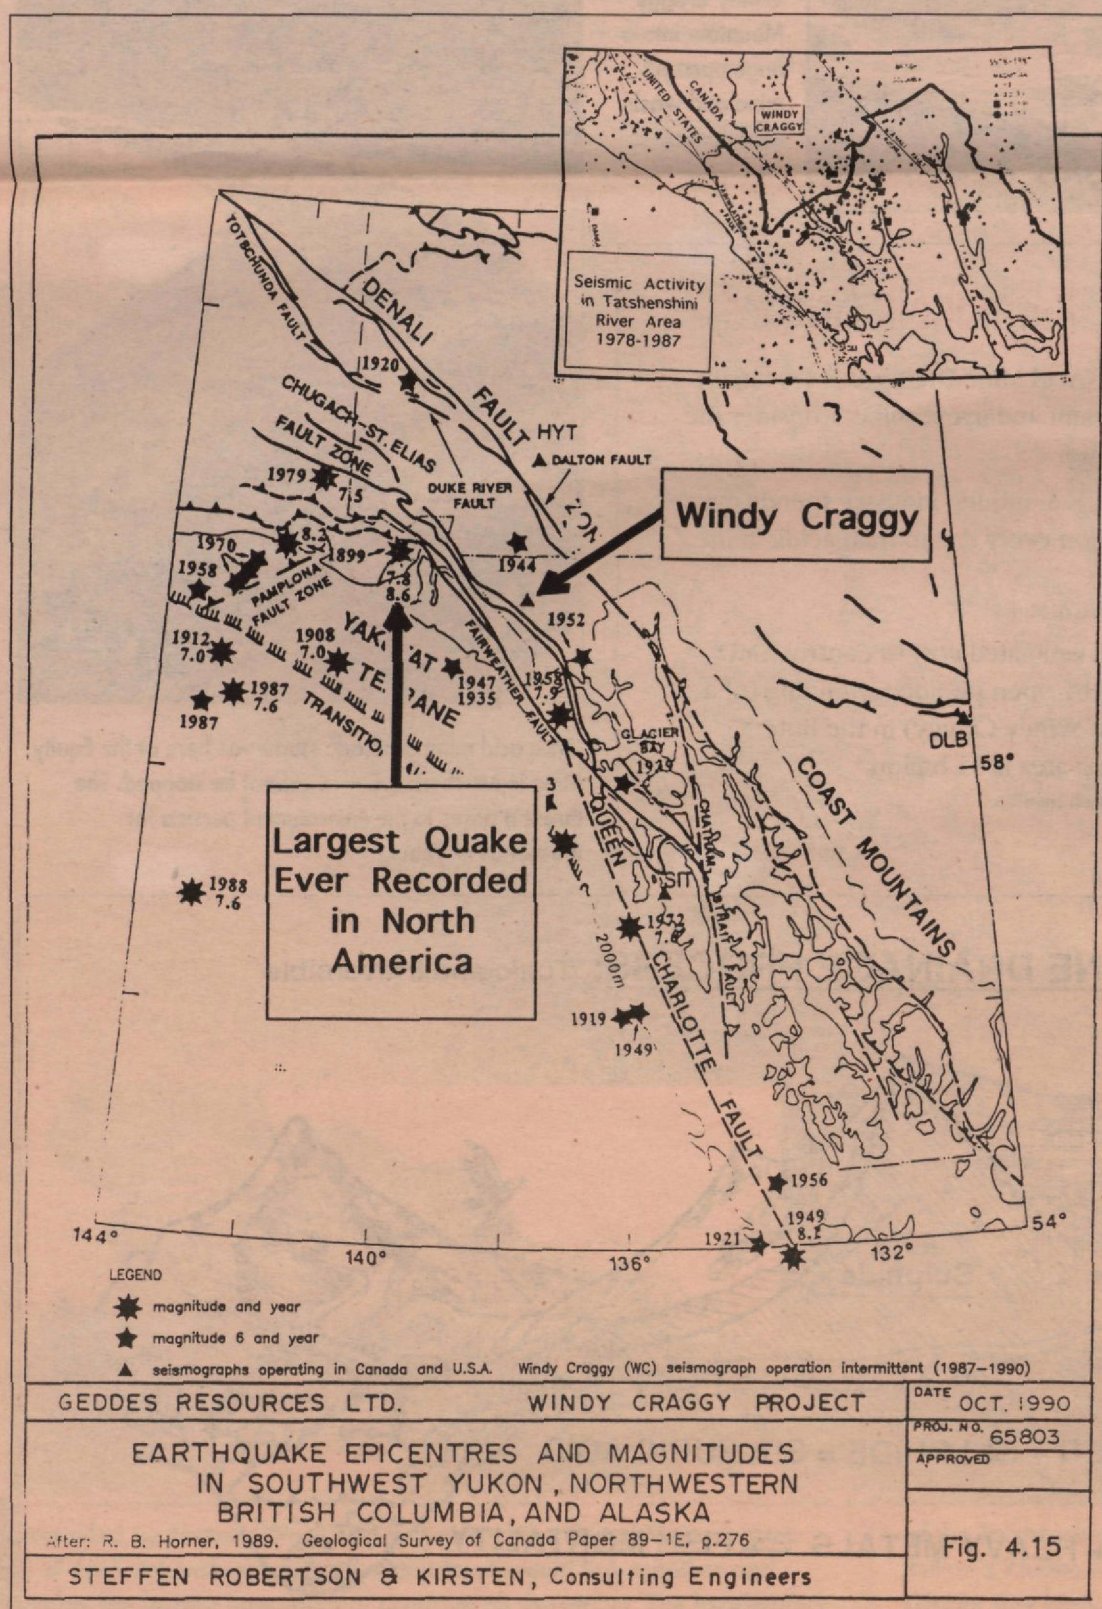 UNITED STATES
CANADA
WINDY
CRAGGY
Seismic Activity
in Tatshenshini
River Area
1978-1987
TOTSCHUNDA FAULT
DENALI
FAULT
1920
CHUGACH-ST. ELIAS
FAULT ZONE
HYT
DALTON FAULT
DUKE RIVER
FAULT
1979
7.5
Windy Craggy
1970
1899
7.8
8.6
1944
1958
PAMPLONA
FAULT ZONE
1952
1912
7.0
1908
7.0
1947
1935
FAIRWEATHER FAULT
1958
7.9
1987
7.6
1987
GLACIER
BAY
DLB
58°
COAST MOUNTAINS
Largest Quake
Ever Recorded
in North
America
3
QUEEN
CHARLOTTE
FAULT
CHATHAM STRAIT FAULT
SIT
1988
7.6
1972
2000m
1919
1949
1956
1949
8.1
1921
54°
144°
140°
136°
132°
LEGEND
magnitude and year
magnitude 6 and year
seismographs operating in Canada and U.S.A. Windy Craggy (WC) seismograph operation intermittent (1987-1990)
GEDDES RESOURCES LTD. WINDY CRAGGY PROJECT
DATE
OCT. 1990
PROJ. NO. 65803
APPROVED
EARTHQUAKE EPICENTRES AND MAGNITUDES
IN SOUTHWEST YUKON, NORTHWESTERN
BRITISH COLUMBIA, AND ALASKA
After: R. B. Horner, 1989. Geological Survey of Canada Paper 89-1E, p.276
Fig. 4.15
STEFFEN ROBERTSON & KIRSTEN, Consulting Engineers